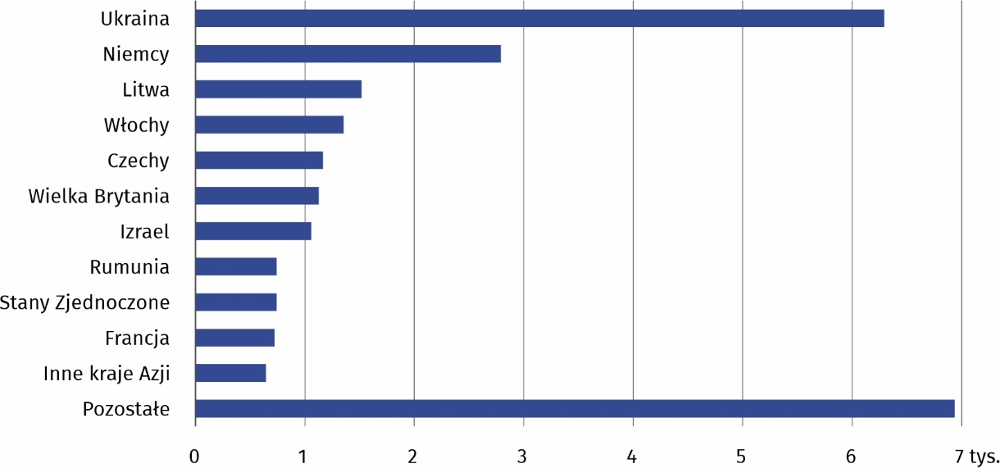 Ukraina
Niemcy
Litwa
Włochy
Czechy
Wielka Brytania
Izrael
Rumunia
Stany Zjednoczone
Francja
Inne kraje Azji
Pozostałe
0 1 2 3 4 5 6 7 tys.